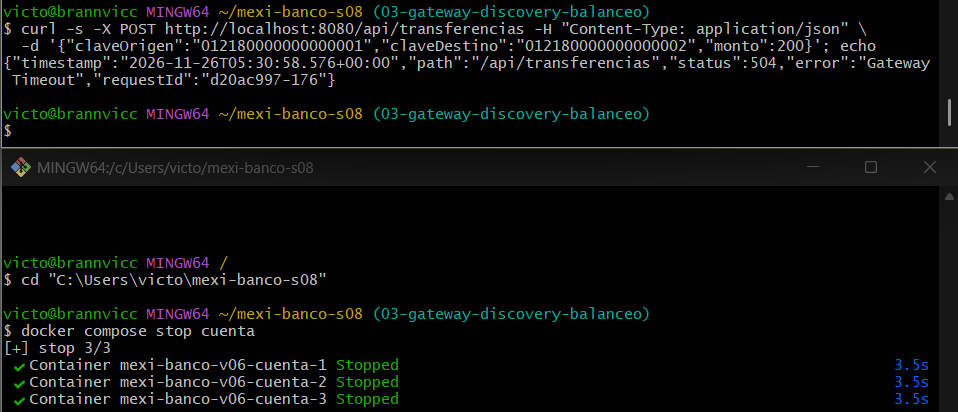 victo@brannvicc MINGW64 ~/mexi-banco-s08 (03-gateway-discovery-balanceo)
$ curl -s -X POST http://localhost:8080/api/transferencias -H "Content-Type: application/json" \
  -d '{"claveOrigen":"012180000000000001","claveDestino":"012180000000000002","monto":200}'; echo
{"timestamp":"2026-11-26T05:30:58.576+00:00","path":"/api/transferencias","status":504,"error":"Gateway
 Timeout","requestId":"d20ac997-176"}
victo@brannvicc MINGW64 ~/mexi-banco-s08 (03-gateway-discovery-balanceo)
$
MINGW64:/c/Users/victo/mexi-banco-s08
victo@brannvicc MINGW64 /
$ cd "C:\Users\victo\mexi-banco-s08"
victo@brannvicc MINGW64 ~/mexi-banco-s08 (03-gateway-discovery-balanceo)
$ docker compose stop cuenta
[+] stop 3/3
✔ Container mexi-banco-v06-cuenta-1 Stopped 3.5s
✔ Container mexi-banco-v06-cuenta-2 Stopped 3.5s
✔ Container mexi-banco-v06-cuenta-3 Stopped 3.5s